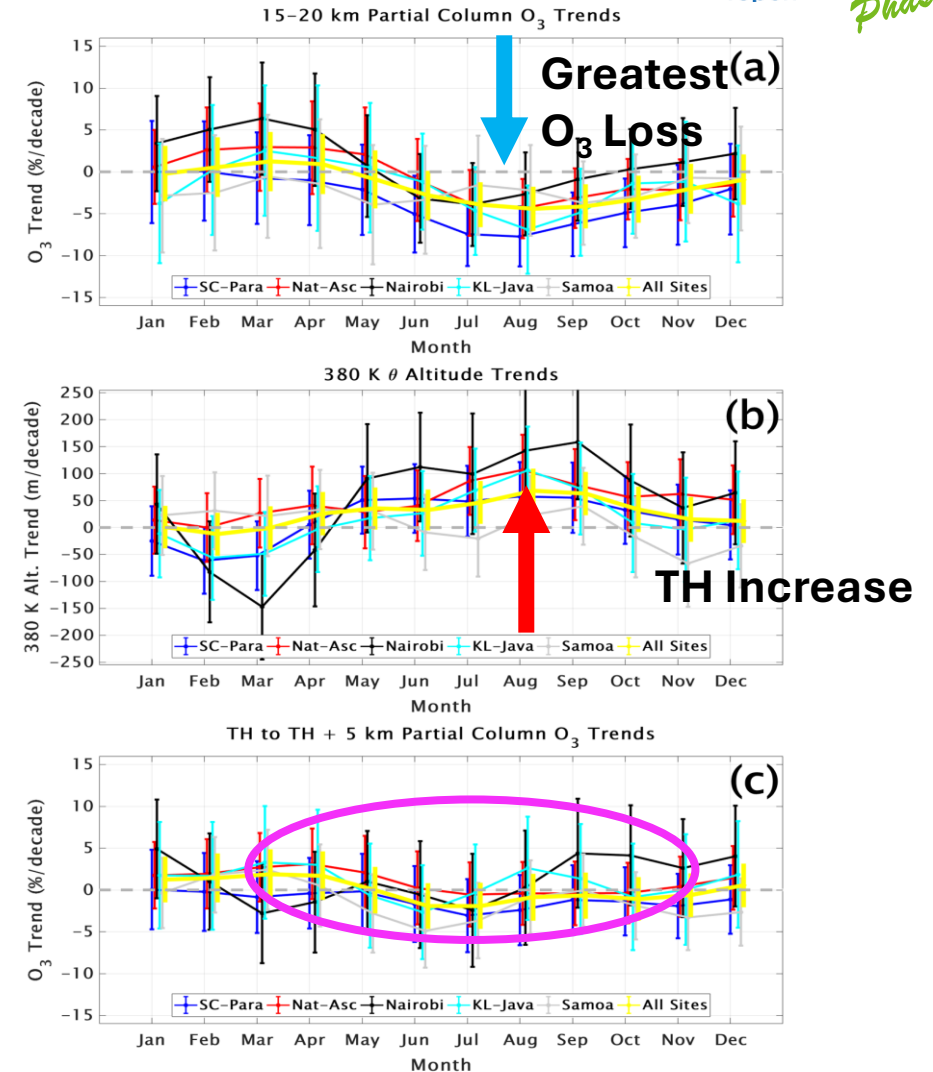 15-20 km Partial Column O3 Trends
(a)
Greatest
O3 Loss
O3 Trend (%/decade)
15
10
5
0
-5
-10
-15
SC-Para Nat-Asc Nairobi KL-Java Samoa All Sites
Jan Feb Mar Apr May Jun Jul Aug Sep Oct Nov Dec
Month
380 K θ Altitude Trends
(b)
380 K Alt. Trend (m/decade)
250
200
150
100
50
0
-50
-100
-150
-200
-250
TH Increase
SC-Para Nat-Asc Nairobi KL-Java Samoa All Sites
Jan Feb Mar Apr May Jun Jul Aug Sep Oct Nov Dec
Month
TH to TH + 5 km Partial Column O3 Trends
(c)
O3 Trend (%/decade)
15
10
5
0
-5
-10
-15
SC-Para Nat-Asc Nairobi KL-Java Samoa All Sites
Jan Feb Mar Apr May Jun Jul Aug Sep Oct Nov Dec
Month